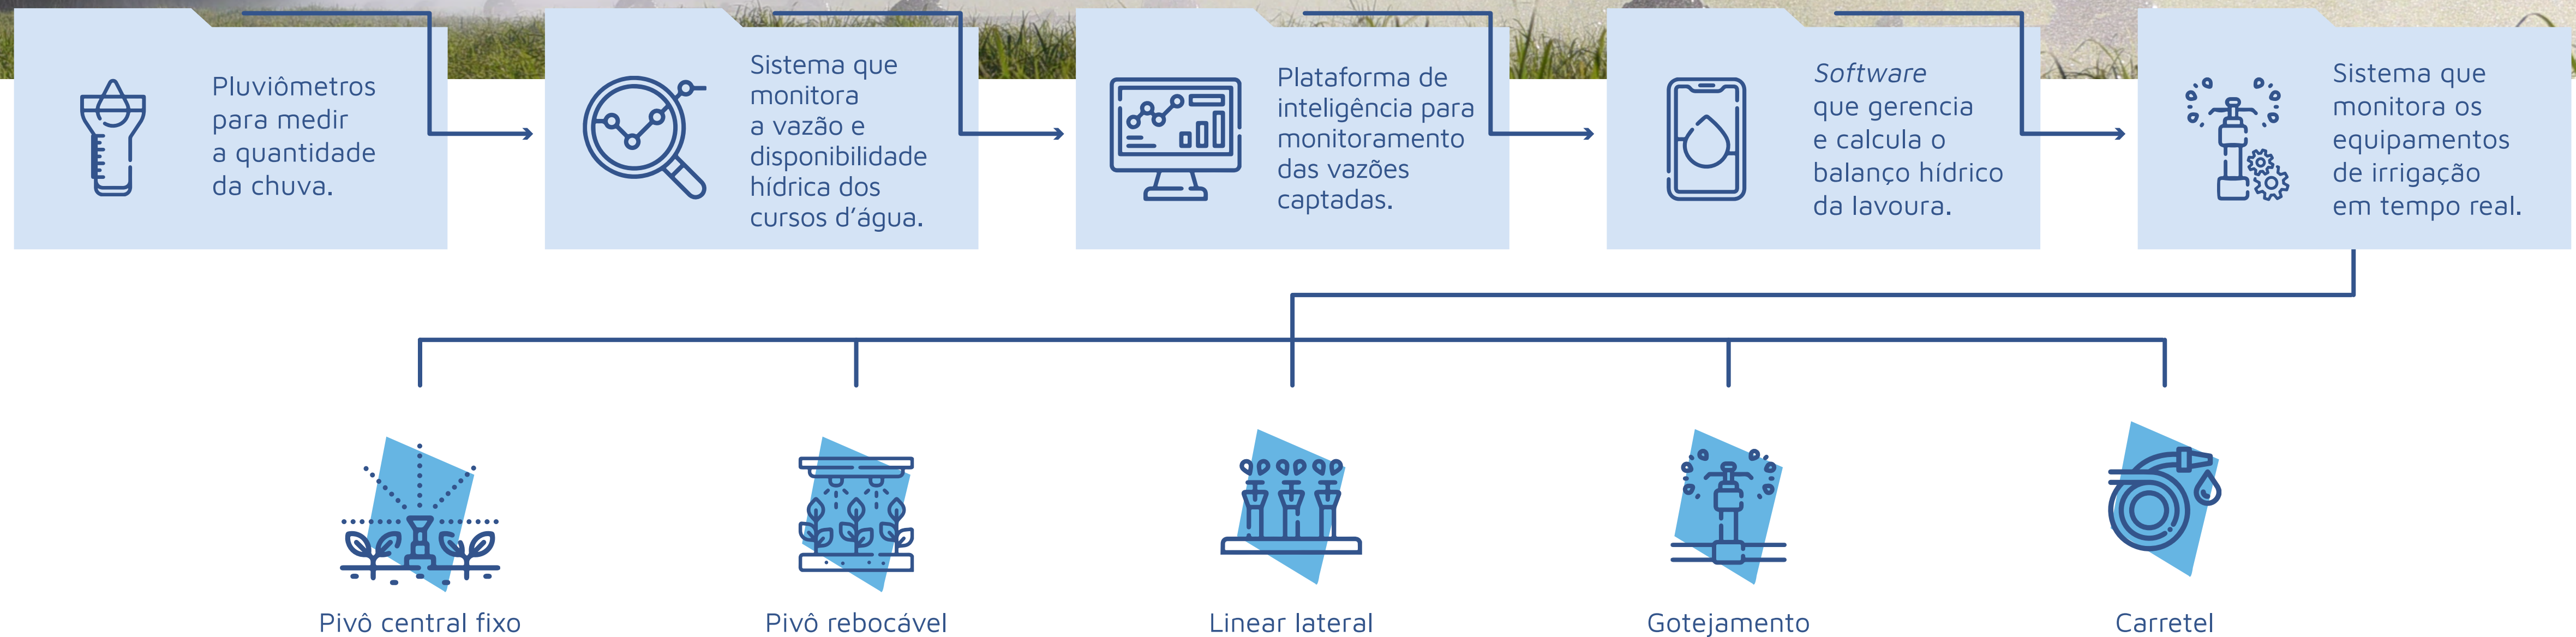 Pluviômetros
para medir
a quantidade
da chuva.
Sistema que
monitora
a vazão e
disponibilidade
hídrica dos
cursos d’água.
Plataforma de
inteligência para
monitoramento
das vazões
captadas.
Software
que gerencia
e calcula o
balanço hídrico
da lavoura.
Sistema que
monitora os
equipamentos
de irrigação
em tempo real.
Pivô central fixo
Pivô rebocável
Linear lateral
Gotejamento
Carretel